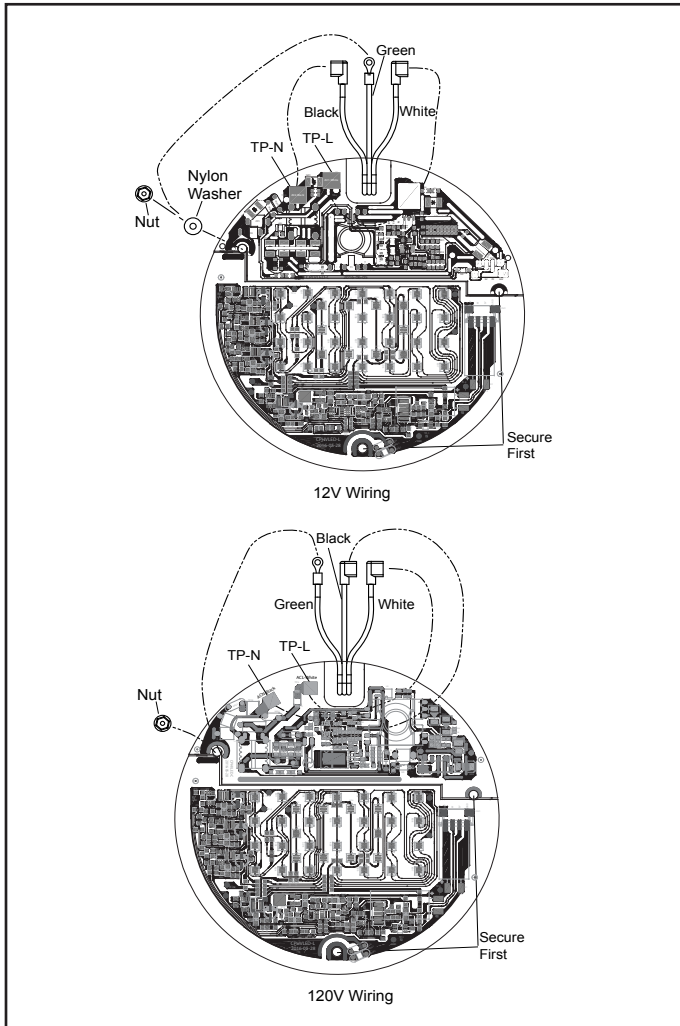 Green
Black
White
TP-L
TP-N
Nylon
Washer
Nut
Secure
First
12V Wiring
Black
Green
White
TP-L
TP-N
Nut
Secure
First
120V Wiring